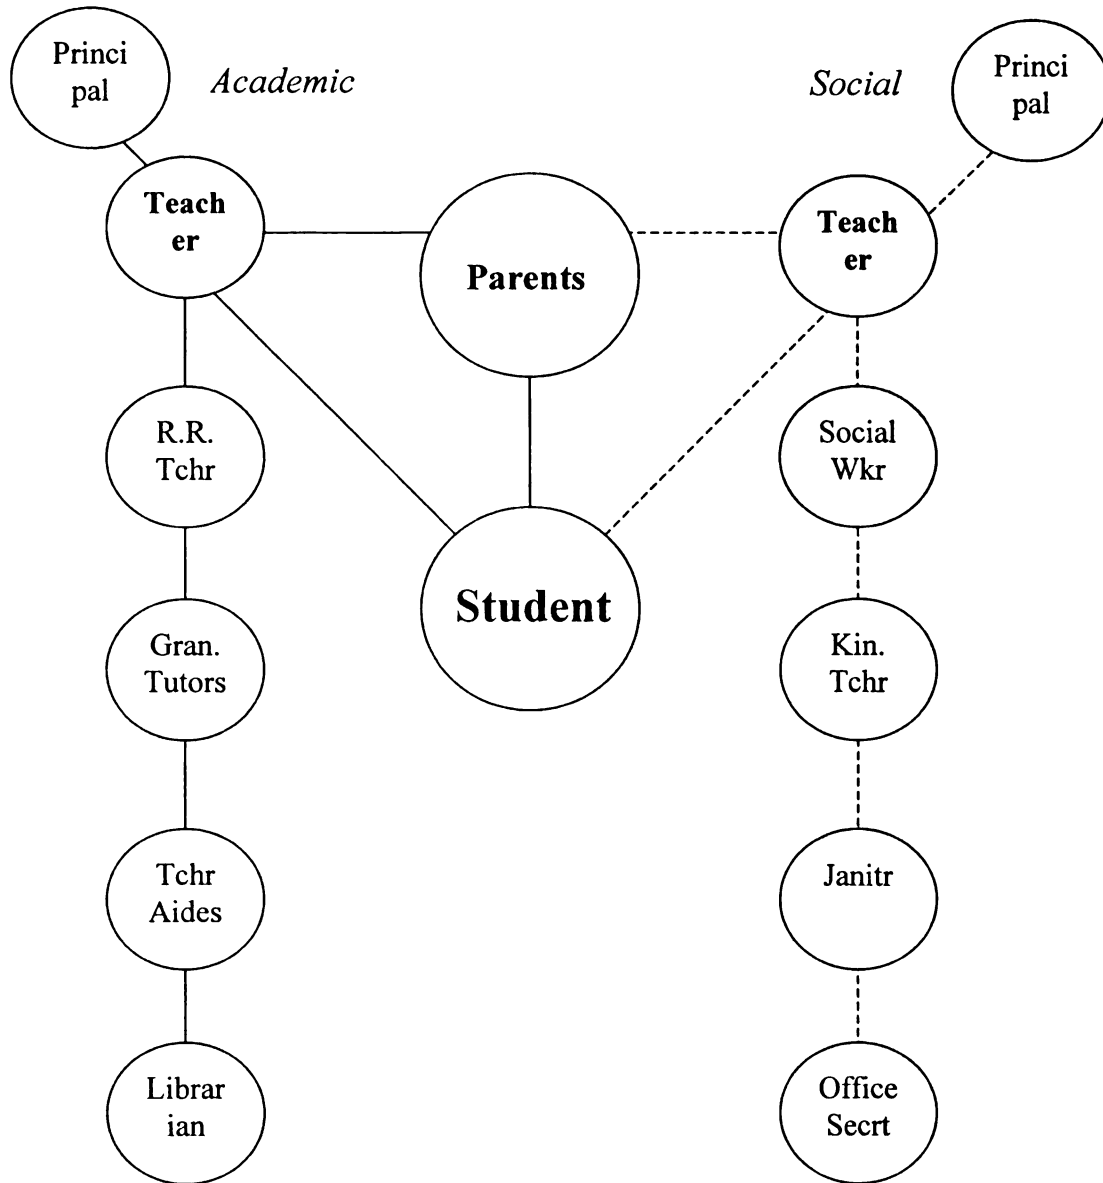 Princi
pal
Academic
Social
Princi
pal
Teach
er
Parents
Teach
er
R.R.
Tchr
Social
Wkr
Student
Gran.
Tutors
Kin.
Tchr
Tchr
Aides
Janitr
Librar
ian
Office
Secrt